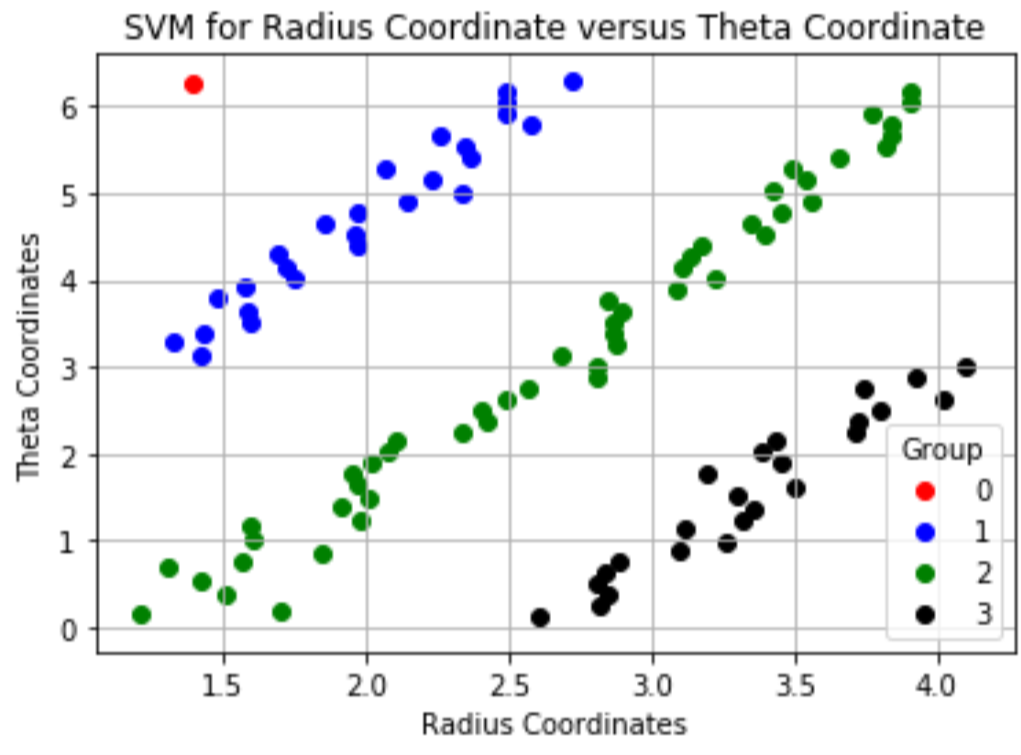 SVM for Radius Coordinate versus Theta Coordinate
Theta Coordinates
6
5
4
3
2
1
0
Group
0
1
2
3
1.5 2.0 2.5 3.0 3.5 4.0
Radius Coordinates